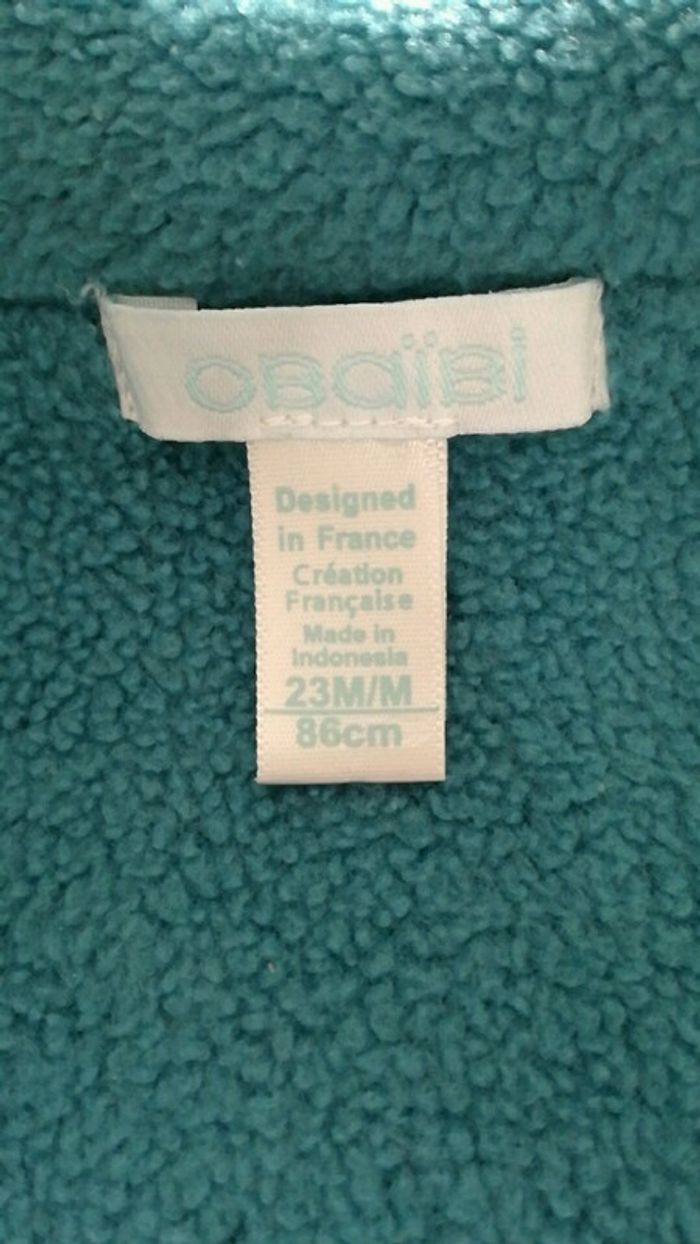 OBAÏBI
Designed
in France
Création
Française
Made in
Indonesia
23M/M
86cm